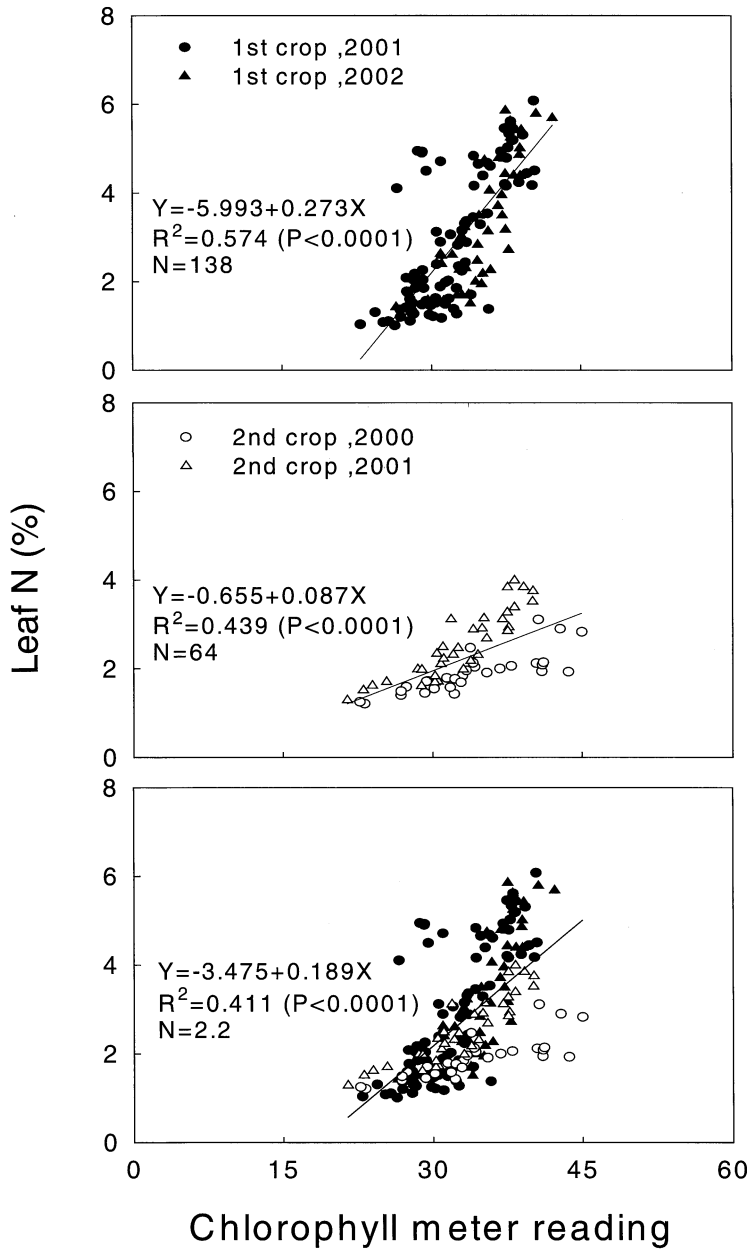 8
1st crop ,2001
1st crop ,2002
6
4
Y=-5.993+0.273X
R²=0.574 (P<0.0001)
N=138
2
0
8
2nd crop ,2000
2nd crop ,2001
6
4
Y=-0.655+0.087X
R²=0.439 (P<0.0001)
N=64
2
0
Leaf N (%)
8
6
4
Y=-3.475+0.189X
R²=0.411 (P<0.0001)
N=2.2
2
0
0 15 30 45 60
Chlorophyll meter reading